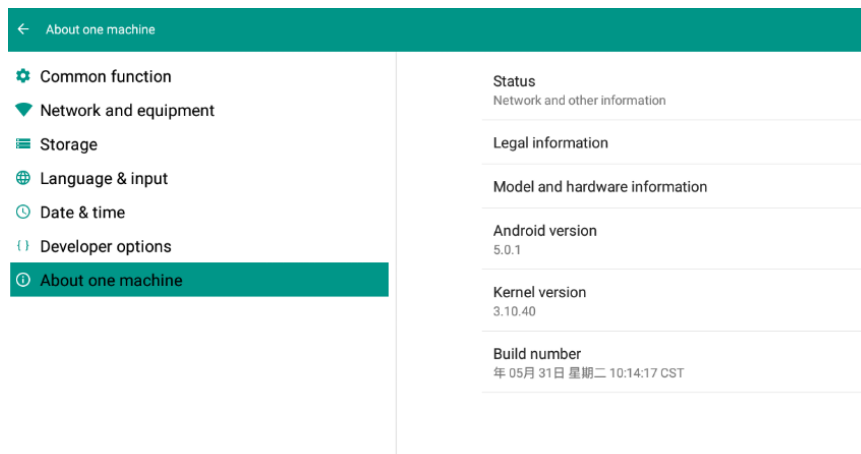 About one machine
Common function
Network and equipment
Storage
Language & input
Date & time
Developer options
About one machine
Status
Network and other information
Legal information
Model and hardware information
Android version
5.0.1
Kernel version
3.10.40
Build number
年 05月 31日 星期二 10:14:17 CST